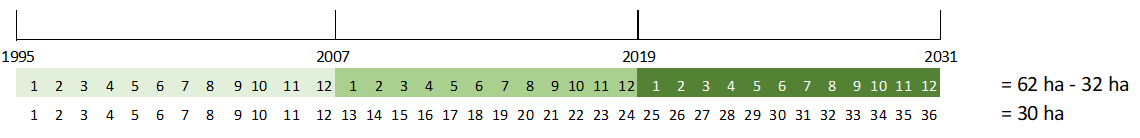 1995 2007 2019 2031
1 2 3 4 5 6 7 8 9 10 11 12 1 2 3 4 5 6 7 8 9 10 11 12 1 2 3 4 5 6 7 8 9 10 11 12 = 62 ha - 32 ha
1 2 3 4 5 6 7 8 9 10 11 12 13 14 15 16 17 18 19 20 21 22 23 24 25 26 27 28 29 30 31 32 33 34 35 36 = 30 ha